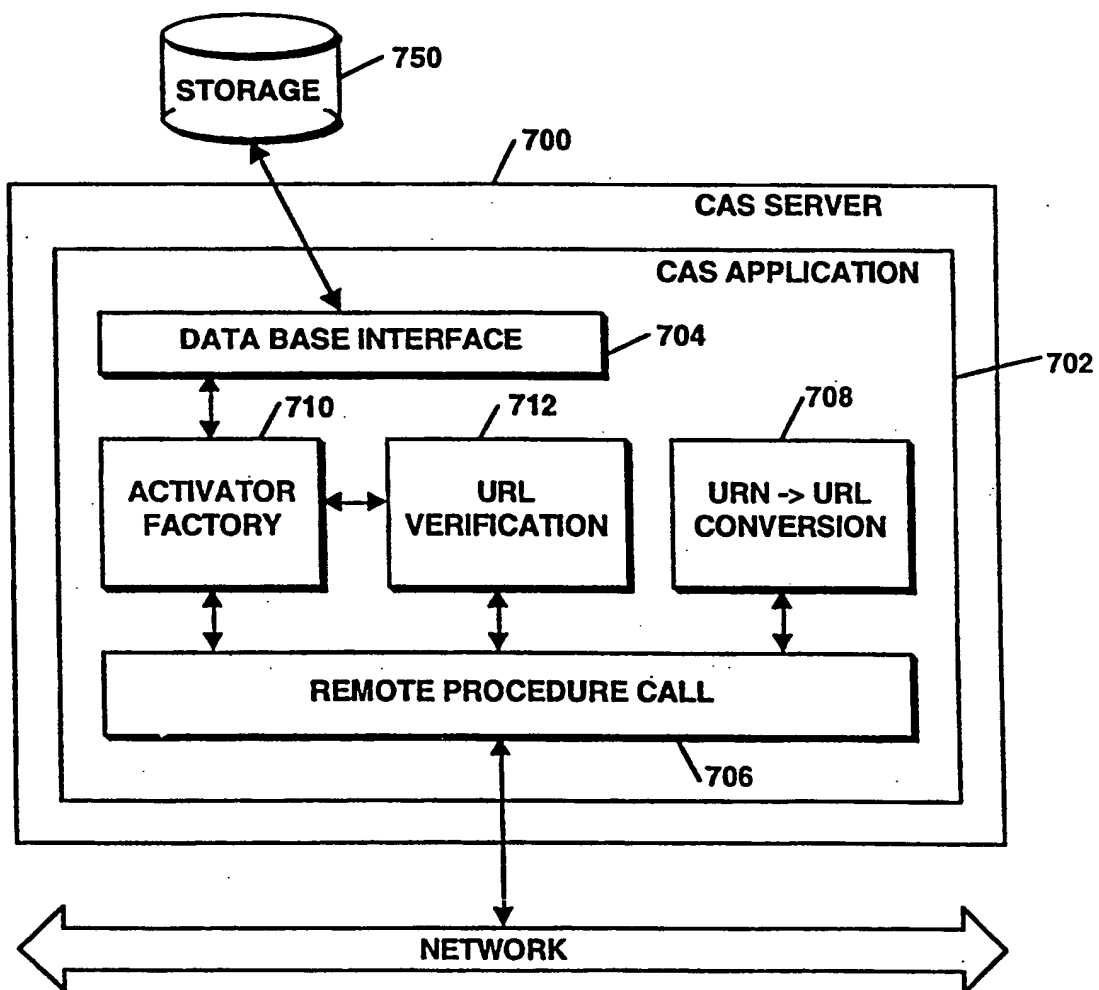 STORAGE
750
700
CAS SERVER
CAS APPLICATION
DATA BASE INTERFACE
704
702
710
712
708
ACTIVATOR
FACTORY
URL
VERIFICATION
URN -> URL
CONVERSION
REMOTE PROCEDURE CALL
706
NETWORK